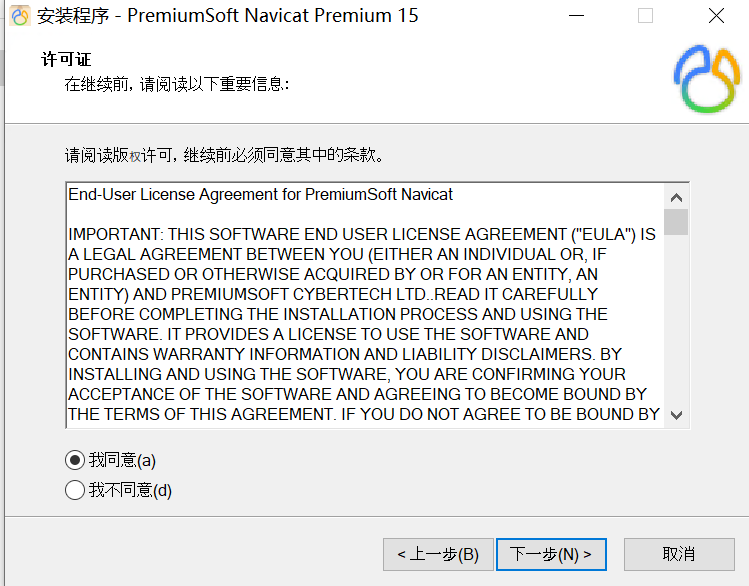 安装程序 - PremiumSoft Navicat Premium 15
许可证
在继续前, 请阅读以下重要信息:
请阅读版权许可, 继续前必须同意其中的条款。
End-User License Agreement for PremiumSoft Navicat
IMPORTANT: THIS SOFTWARE END USER LICENSE AGREEMENT ("EULA") IS
A LEGAL AGREEMENT BETWEEN YOU (EITHER AN INDIVIDUAL OR, IF
PURCHASED OR OTHERWISE ACQUIRED BY OR FOR AN ENTITY, AN
ENTITY) AND PREMIUMSOFT CYBERTECH LTD..READ IT CAREFULLY
BEFORE COMPLETING THE INSTALLATION PROCESS AND USING THE
SOFTWARE. IT PROVIDES A LICENSE TO USE THE SOFTWARE AND
CONTAINS WARRANTY INFORMATION AND LIABILITY DISCLAIMERS. BY
INSTALLING AND USING THE SOFTWARE, YOU ARE CONFIRMING YOUR
ACCEPTANCE OF THE SOFTWARE AND AGREEING TO BECOME BOUND BY
THE TERMS OF THIS AGREEMENT. IF YOU DO NOT AGREE TO BE BOUND BY
我同意(a)
我不同意(d)
< 上一步(B)
下一步(N) >
取消